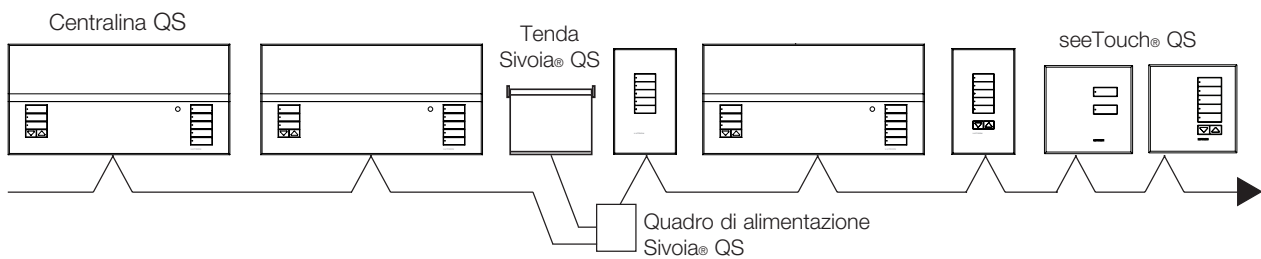 Centralina QS
Tenda
Sivoia® QS
seeTouch® QS
Quadro di alimentazione
Sivoia® QS